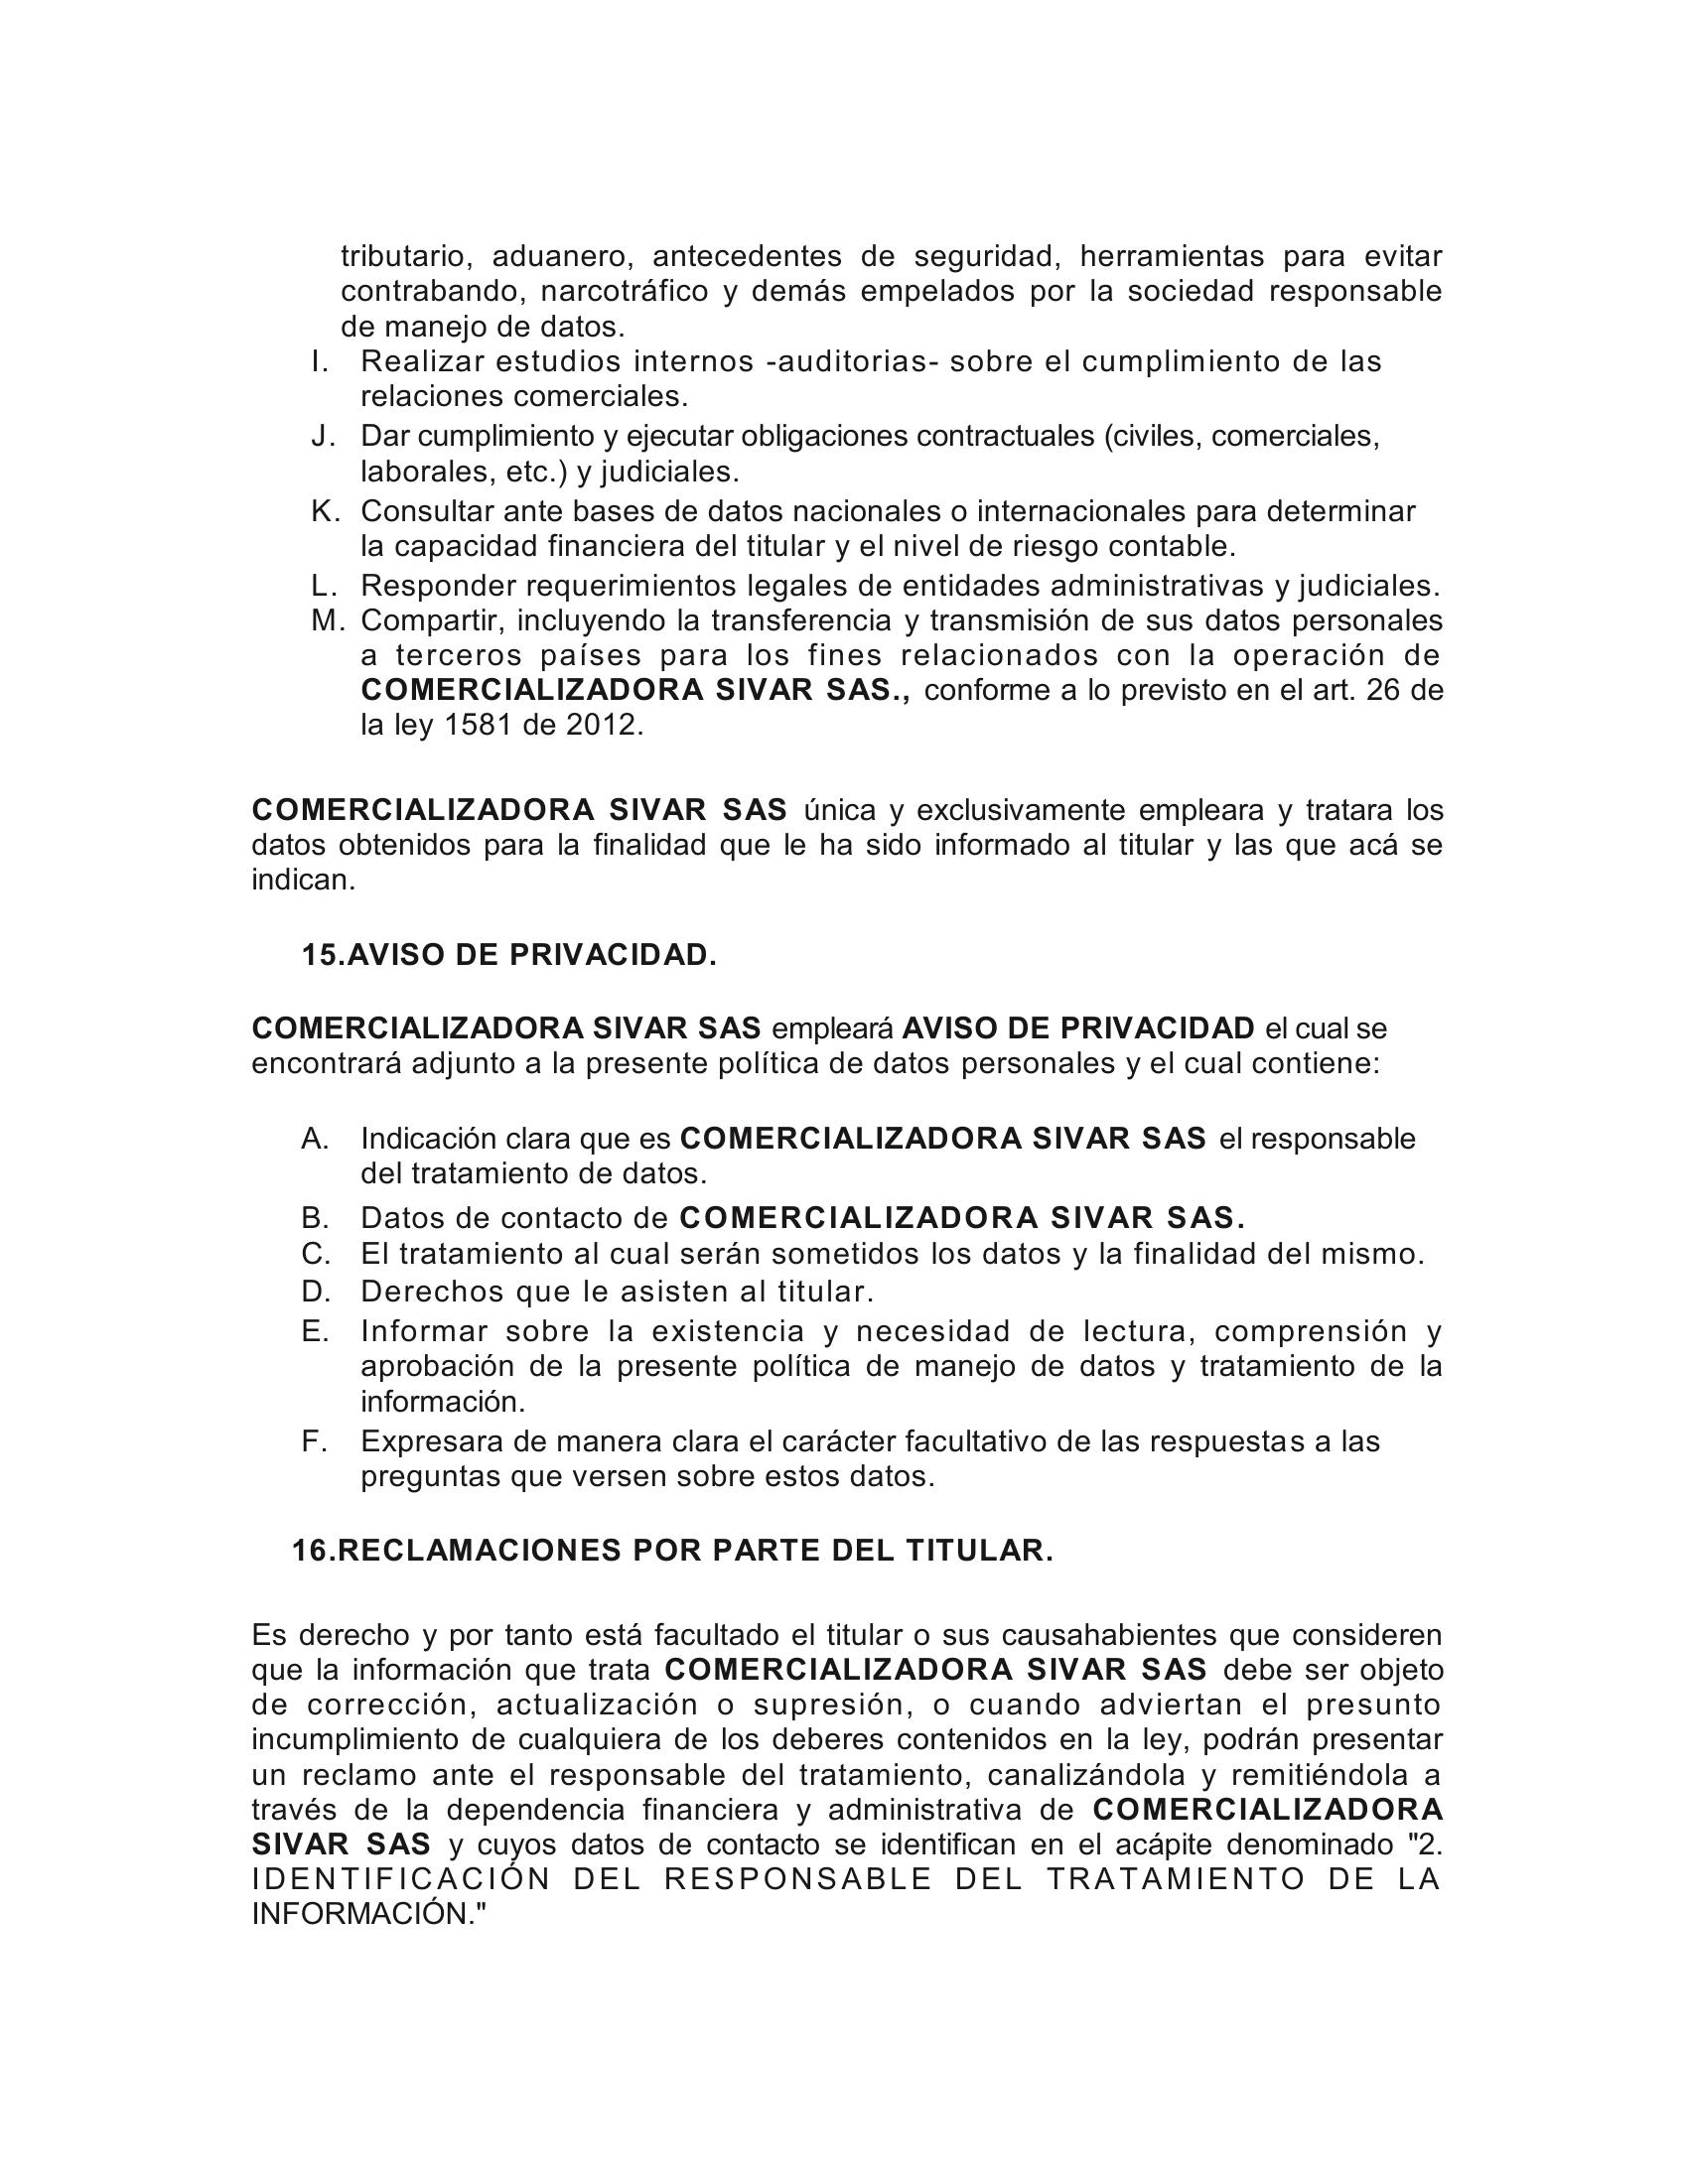 tributario, aduanero, antecedentes de seguridad, herramientas para evitar
contrabando, narcotráfico y demás empelados por la sociedad responsable
de manejo de datos.
I. Realizar estudios internos -auditorias- sobre el cumplimiento de las
relaciones comerciales.
J. Dar cumplimiento y ejecutar obligaciones contractuales (civiles, comerciales,
laborales, etc.) y judiciales.
K. Consultar ante bases de datos nacionales o internacionales para determinar
la capacidad financiera del titular y el nivel de riesgo contable.
L. Responder requerimientos legales de entidades administrativas y judiciales.
M. Compartir, incluyendo la transferencia y transmisión de sus datos personales
a terceros países para los fines relacionados con la operación de
COMERCIALIZADORA SIVAR SAS., conforme a lo previsto en el art. 26 de
la ley 1581 de 2012.
COMERCIALIZADORA SIVAR SAS única y exclusivamente empleara y tratara los
datos obtenidos para la finalidad que le ha sido informado al titular y las que acá se
indican.
15.AVISO DE PRIVACIDAD.
COMERCIALIZADORA SIVAR SAS empleará AVISO DE PRIVACIDAD el cual se
encontrará adjunto a la presente política de datos personales y el cual contiene:
A. Indicación clara que es COMERCIALIZADORA SIVAR SAS el responsable
del tratamiento de datos.
B. Datos de contacto de COMERCIALIZADORA SIVAR SAS.
C. El tratamiento al cual serán sometidos los datos y la finalidad del mismo.
D. Derechos que le asisten al titular.
E. Informar sobre la existencia y necesidad de lectura, comprensión y
aprobación de la presente política de manejo de datos y tratamiento de la
información.
F. Expresara de manera clara el carácter facultativo de las respuestas a las
preguntas que versen sobre estos datos.
16.RECLAMACIONES POR PARTE DEL TITULAR.
Es derecho y por tanto está facultado el titular o sus causahabientes que consideren
que la información que trata COMERCIALIZADORA SIVAR SAS debe ser objeto
de corrección, actualización o supresión, o cuando adviertan el presunto
incumplimiento de cualquiera de los deberes contenidos en la ley, podrán presentar
un reclamo ante el responsable del tratamiento, canalizándola y remitiéndola a
través de la dependencia financiera y administrativa de COMERCIALIZADORA
SIVAR SAS y cuyos datos de contacto se identifican en el acápite denominado "2.
IDENTIFICACIÓN DEL RESPONSABLE DEL TRATAMIENTO DE LA
INFORMACIÓN."